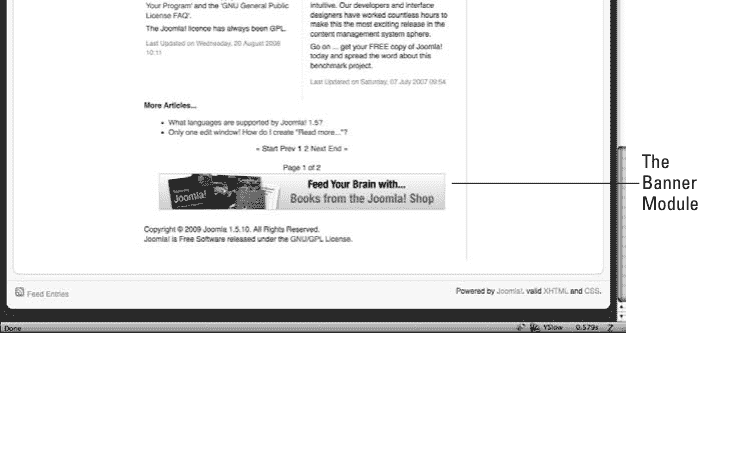 Your Program' and the 'GNU General Public
License FAQ'.
The Joomla! licence has always been GPL.
Last Updated on Wednesday, 20 August 2008
10:11
intuitive. Our developers and interface
designers have worked countless hours to
make this the most exciting release in the
content management system sphere.
Go on ... get your FREE copy of Joomla!
today and spread the word about this
benchmark project.
Last Updated on Saturday, 07 July 2007 09:54
More Articles...
• What languages are supported by Joomla! 1.5?
• Only one edit window! How do I create "Read more..."?
« Start Prev 1 2 Next End »
Page 1 of 2
Joomla!
Feed Your Brain with...
Books from the Joomla! Shop
Copyright © 2009 Joomla 1.5.10. All Rights Reserved.
Joomla! is Free Software released under the GNU/GPL License.
Feed Entries
Powered by Joomla!. valid XHTML and CSS.
Done
YSlow 0.579s
The
Banner
Module